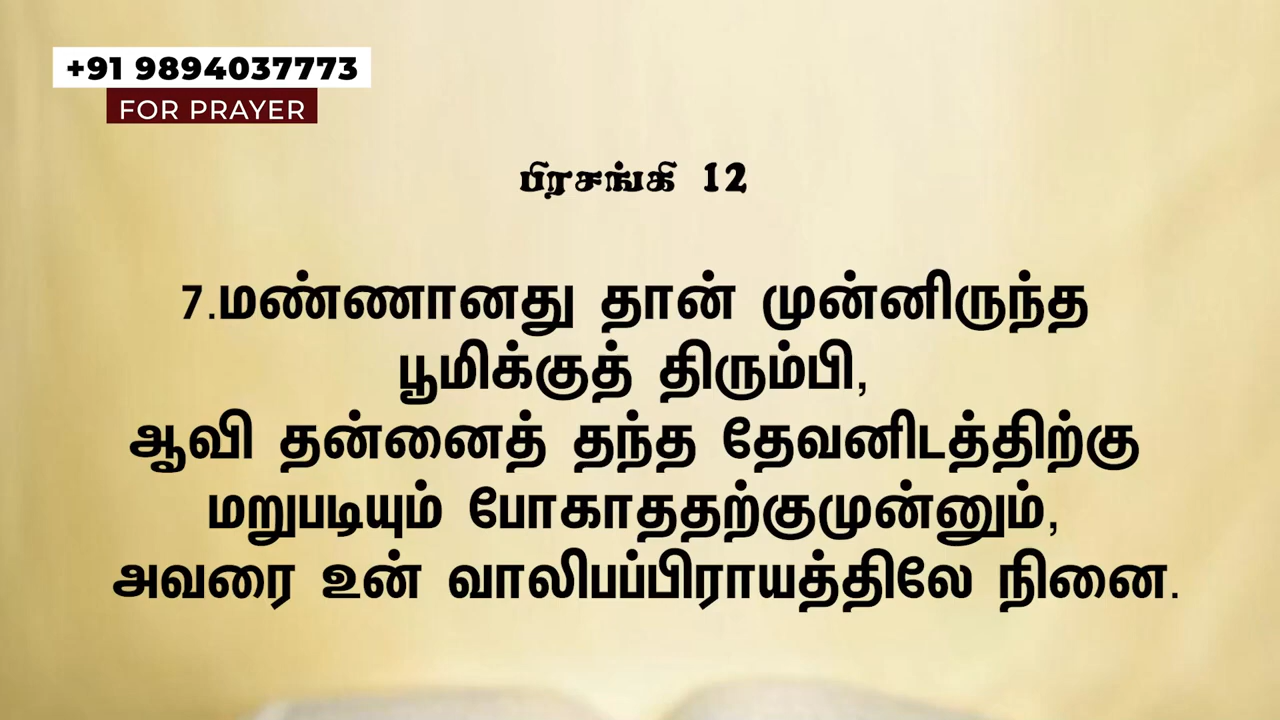 +91 9894037773
FOR PRAYER
பிரசங்கி 12
7.மண்ணானது தான் முன்னிருந்த
பூமிக்குத் திரும்பி,
ஆவி தன்னைத் தந்த தேவனிடத்திற்கு
மறுபடியும் போகாததற்குமுன்னும்,
அவரை உன் வாலிபப்பிராயத்திலே நினை.